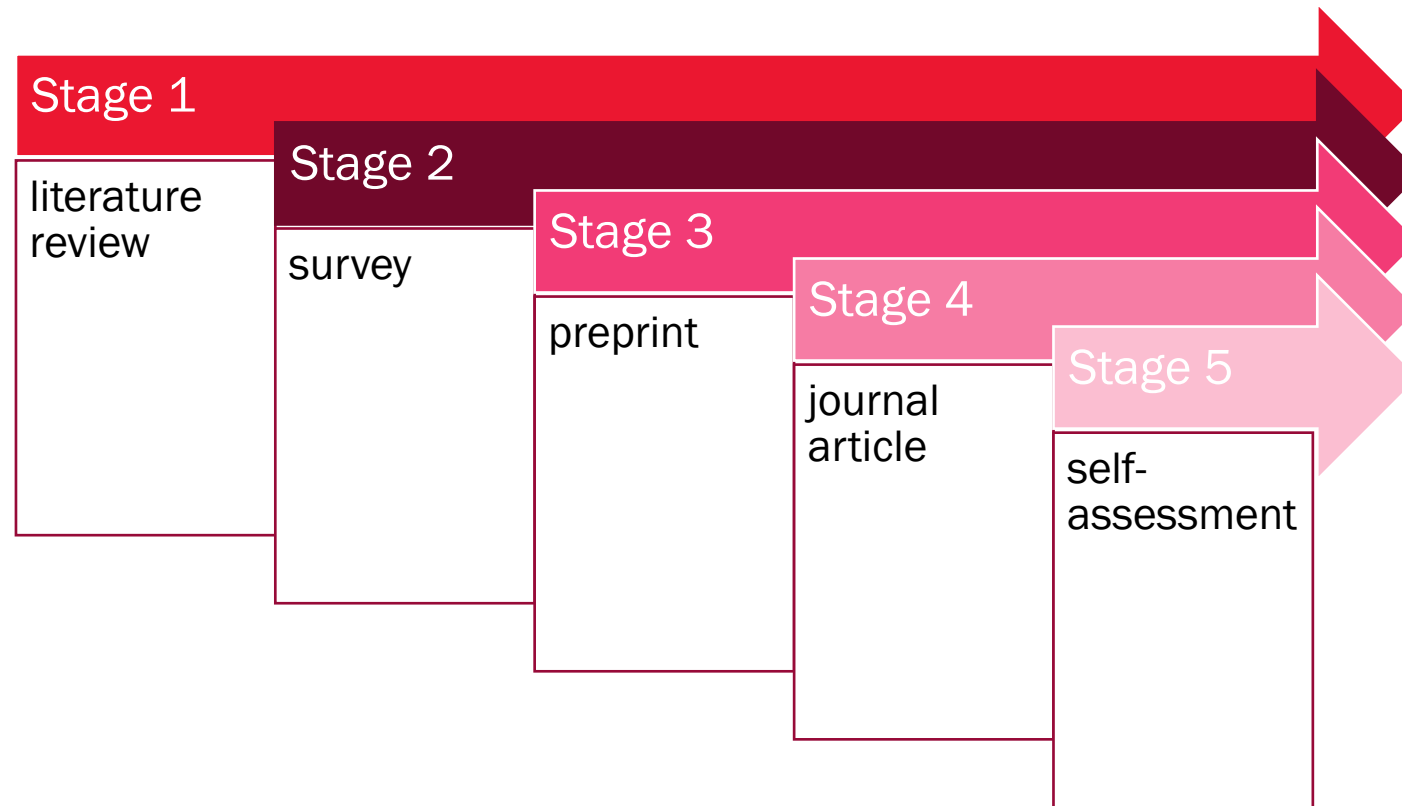 Stage 1
literature
review
Stage 2
survey
Stage 3
preprint
Stage 4
journal
article
Stage 5
self-
assessment